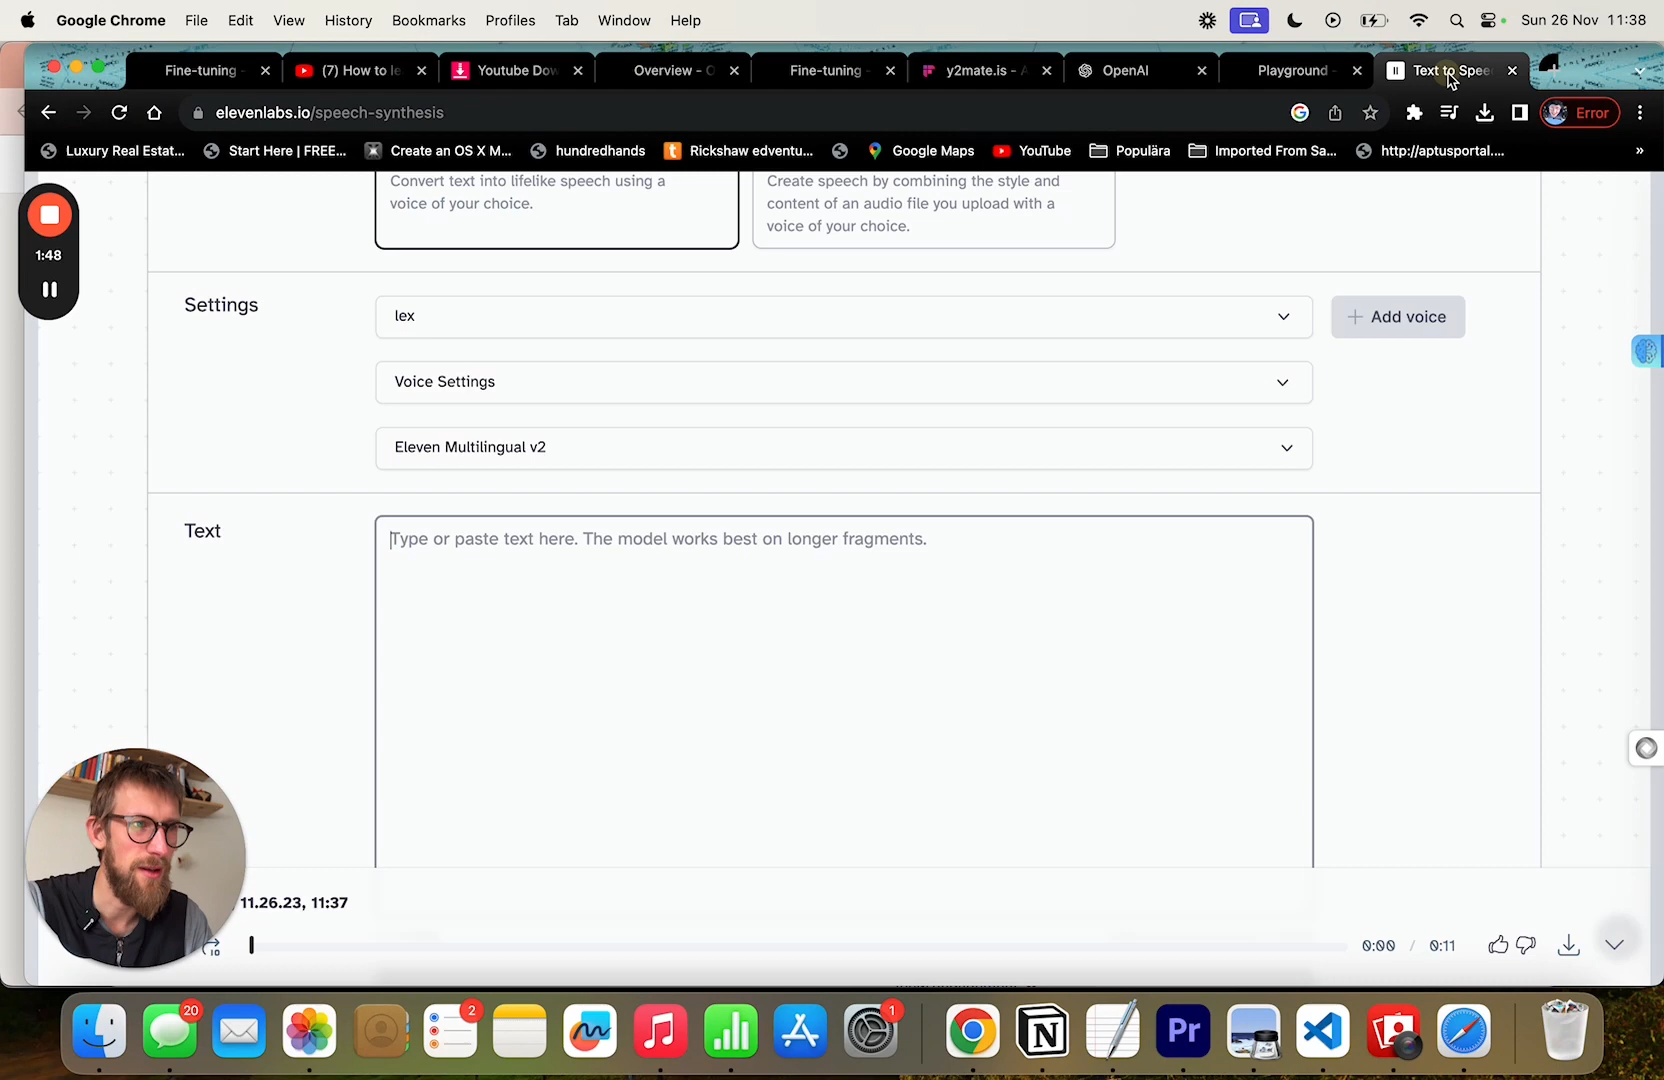 Google Chrome File Edit View History Bookmarks Profiles Tab Window Help Sun 26 Nov 11:38
Fine-tuning - (7) How to le Youtube Dow Overview - O Fine-tuning - y2mate.is - A OpenAI Playground - Text to Spee
elevenlabs.io/speech-synthesis Error
Luxury Real Estat... Start Here | FREE... Create an OS X M... hundredhands Rickshaw edventu... Google Maps YouTube Populära Imported From Sa... http://aptusportal.... »
Convert text into lifelike speech using a
voice of your choice.
Create speech by combining the style and
content of an audio file you upload with a
voice of your choice.
1:48
Settings
lex
+ Add voice
Voice Settings
Eleven Multilingual v2
Text
Type or paste text here. The model works best on longer fragments.
11.26.23, 11:37
10
0:00 / 0:11
20
2
1
N
Pr